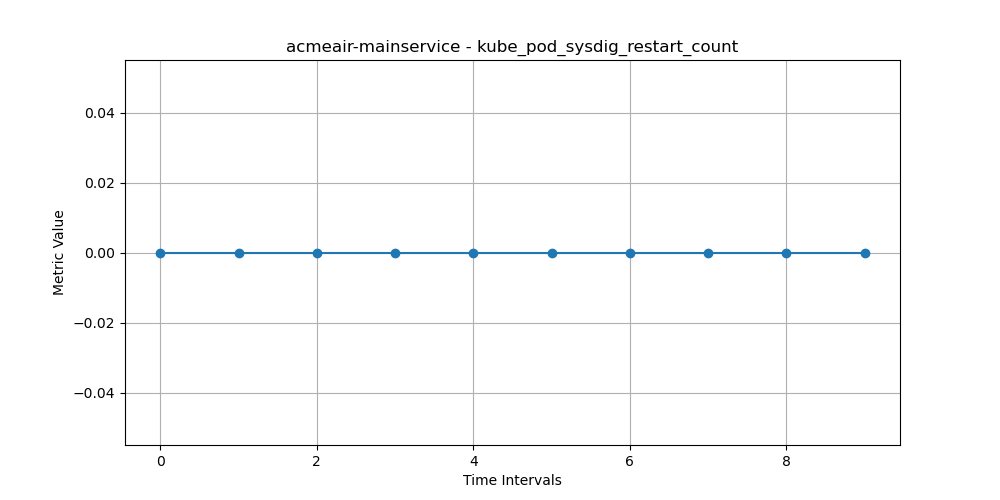 acmeair-mainservice - kube_pod_sysdig_restart_count
Metric Value
0.04
0.02
0.00
−0.02
−0.04
0 2 4 6 8
Time Intervals